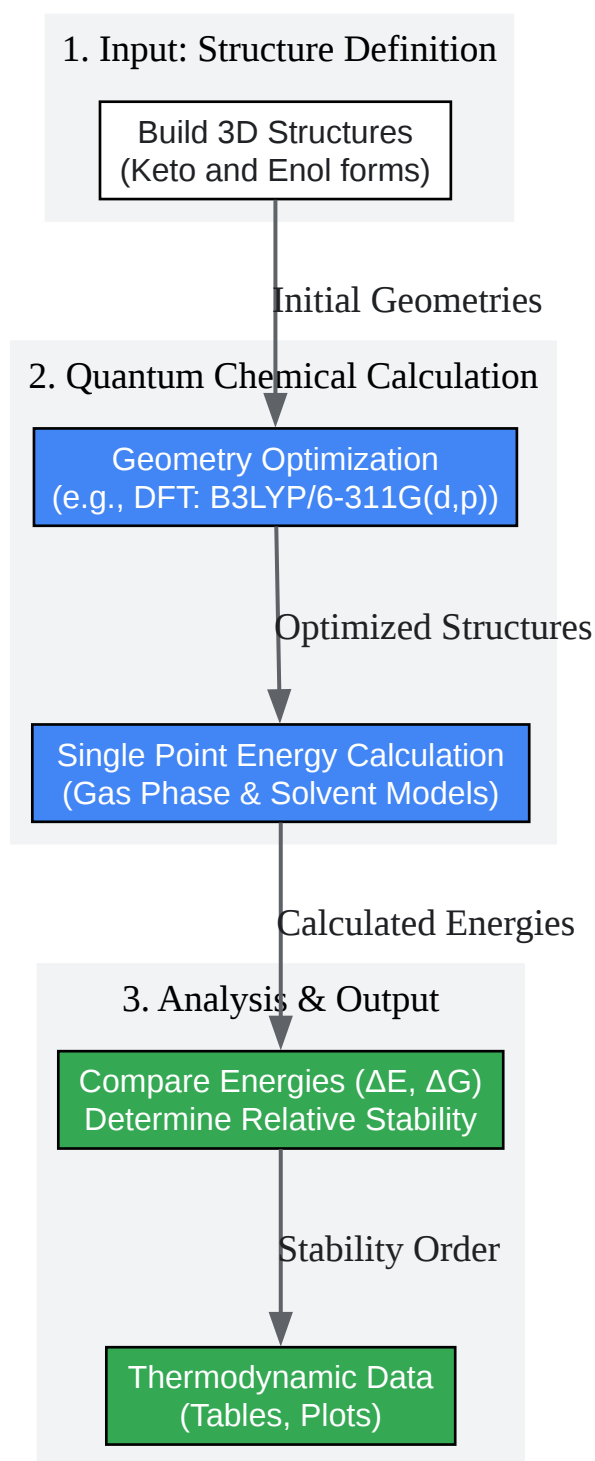 1. Input: Structure Definition
Build 3D Structures
(Keto and Enol forms)
Initial Geometries
2. Quantum Chemical Calculation
Geometry Optimization
(e.g., DFT: B3LYP/6-311G(d,p))
Optimized Structures
Single Point Energy Calculation
(Gas Phase & Solvent Models)
Calculated Energies
3. Analysis & Output
Compare Energies (ΔE, ΔG)
Determine Relative Stability
Stability Order
Thermodynamic Data
(Tables, Plots)